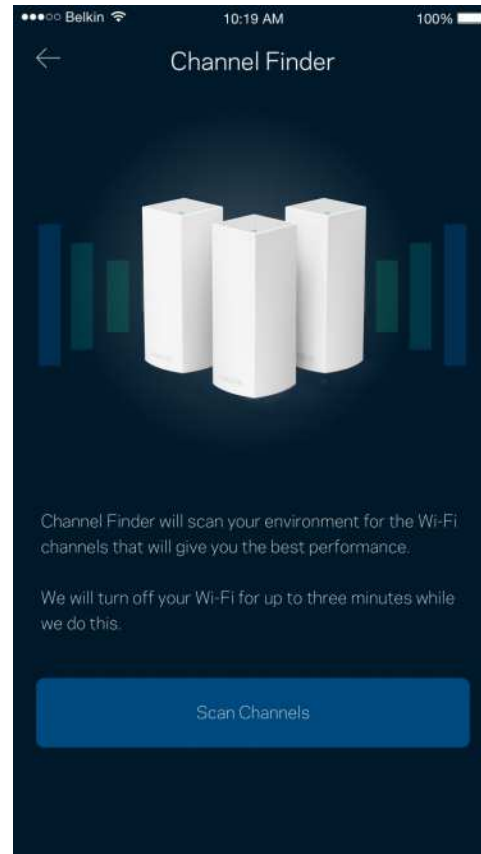 Belkin 10:19 AM 100%
Channel Finder
Channel Finder will scan your environment for the Wi-Fi
channels that will give you the best performance.
We will turn off your Wi-Fi for up to three minutes while
we do this.
Scan Channels